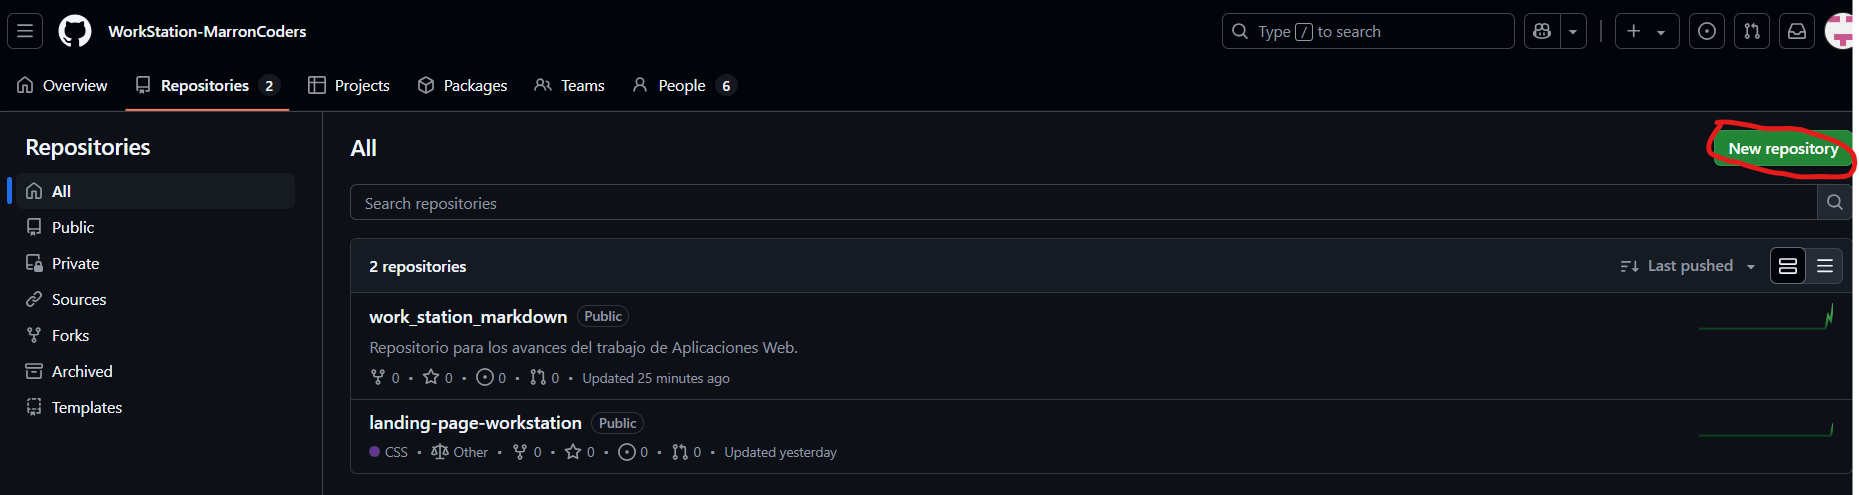 WorkStation-MarronCoders
Type / to search
Overview
Repositories 2
Projects
Packages
Teams
People 6
Repositories
All
Public
Private
Sources
Forks
Archived
Templates
All
New repository
Search repositories
2 repositories
Last pushed
work_station_markdown Public
Repositorio para los avances del trabajo de Aplicaciones Web.
0 • 0 • 0 • 0 • Updated 25 minutes ago
landing-page-workstation Public
CSS • Other • 0 • 0 • 0 • 0 • Updated yesterday